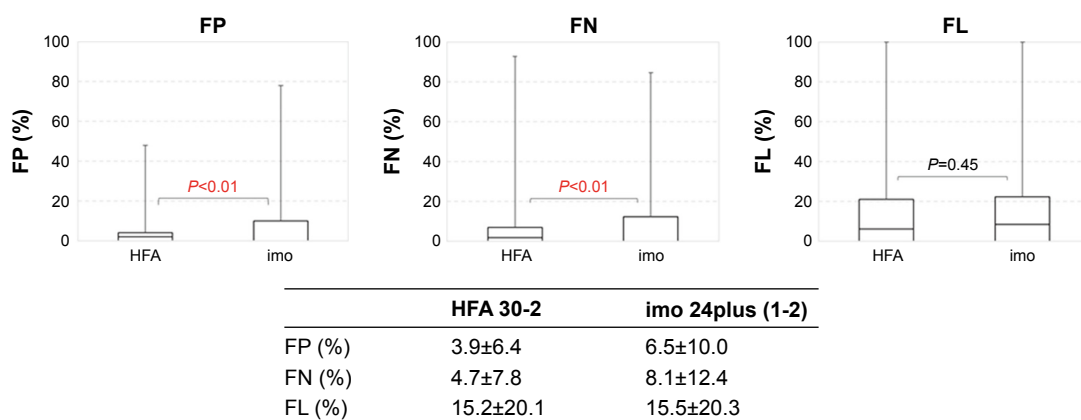 FP
FP (%)
100
80
60
40
20
0
P<0.01
HFA
imo
FN
FN (%)
100
80
60
40
20
0
P<0.01
HFA
imo
FL
FL (%)
100
80
60
40
20
0
P=0.45
HFA
imo
HFA 30-2 imo 24plus (1-2)
FP (%) 3.9±6.4 6.5±10.0
FN (%) 4.7±7.8 8.1±12.4
FL (%) 15.2±20.1 15.5±20.3